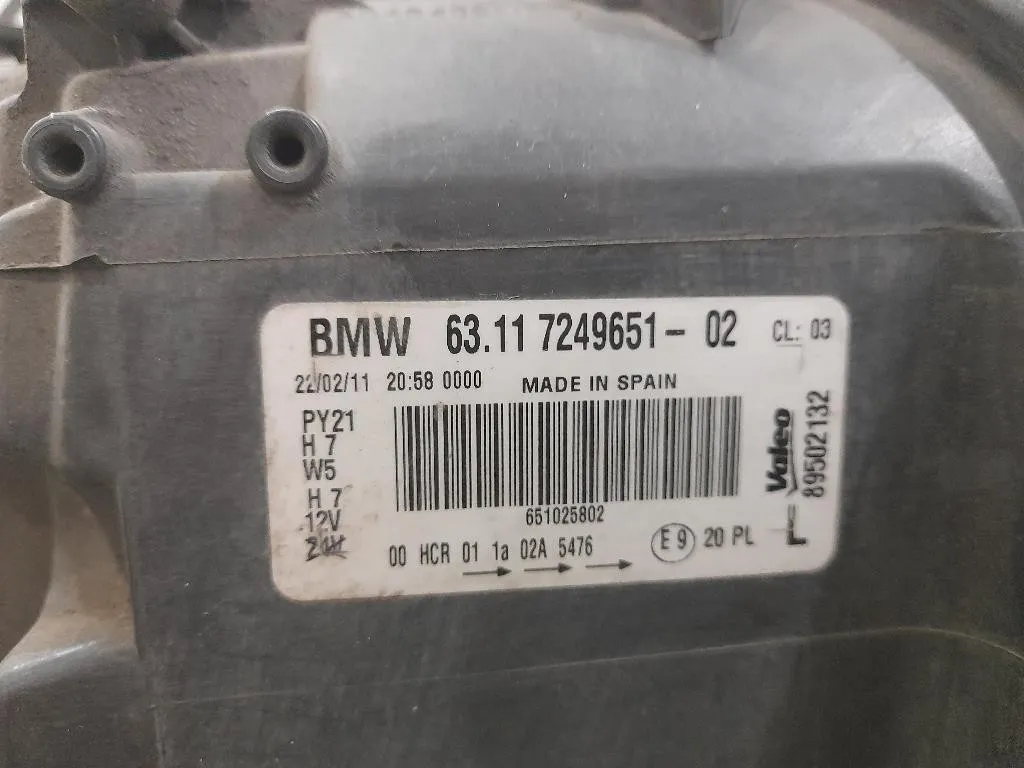 BMW 63.11 7249651- 02 CL: 03
22/02/11 20:58 0000 MADE IN SPAIN
PY21
H 7
W5
H 7
12V
651025802
00 HCR 01 1a 02A 5476
E 9 20 PL
Valeo
89502132
L